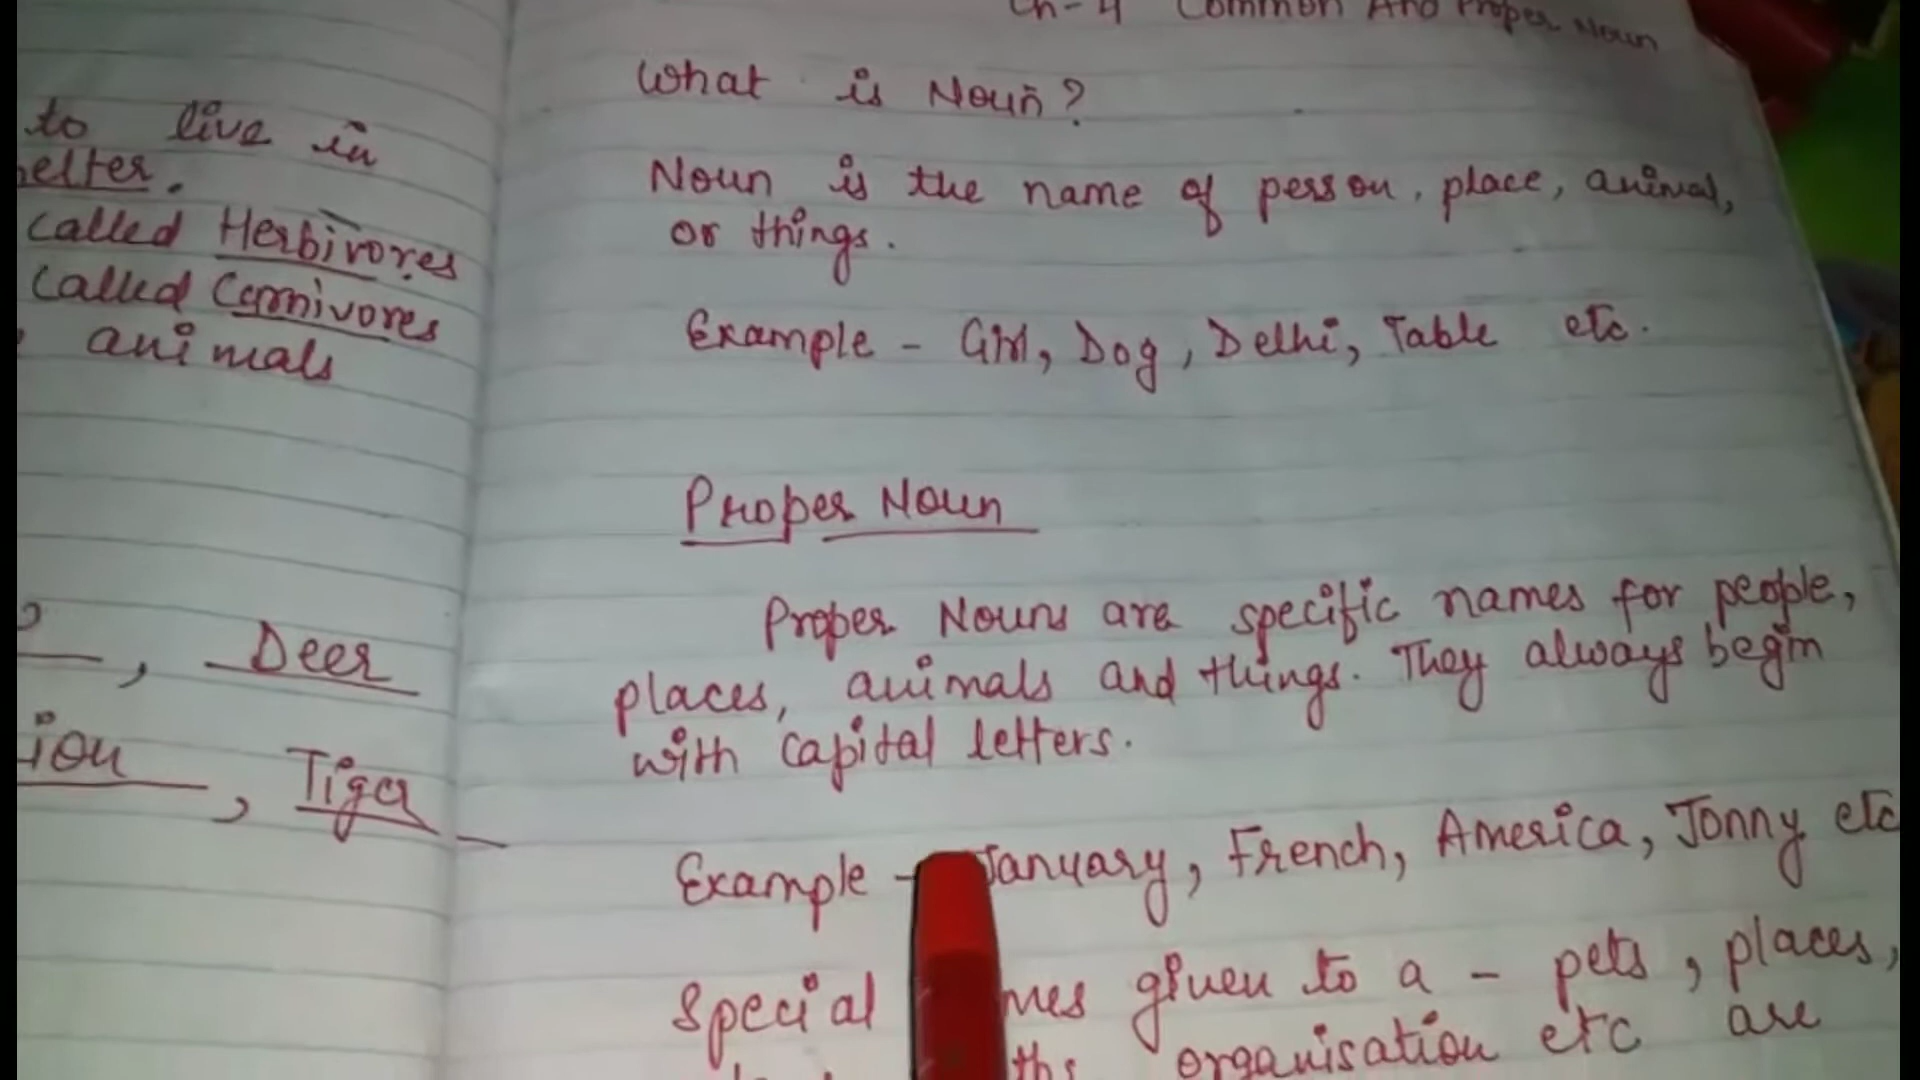 to live in
elter.
called Herbivores
called Carnivores
animals
, Deer
ion, Tiger
Ch-4 Common And Proper Noun
What is Noun?
Noun is the name of person, place, animal,
or things.
Example - Girl, Dog, Delhi, Table etc.
Proper Noun
Proper Nouns are specific names for people,
places, animals and things. They always begin
with capital letters.
Example - January, French, America, Jonny etc
Special mes given to a - pets, places,
ths organisation etc are